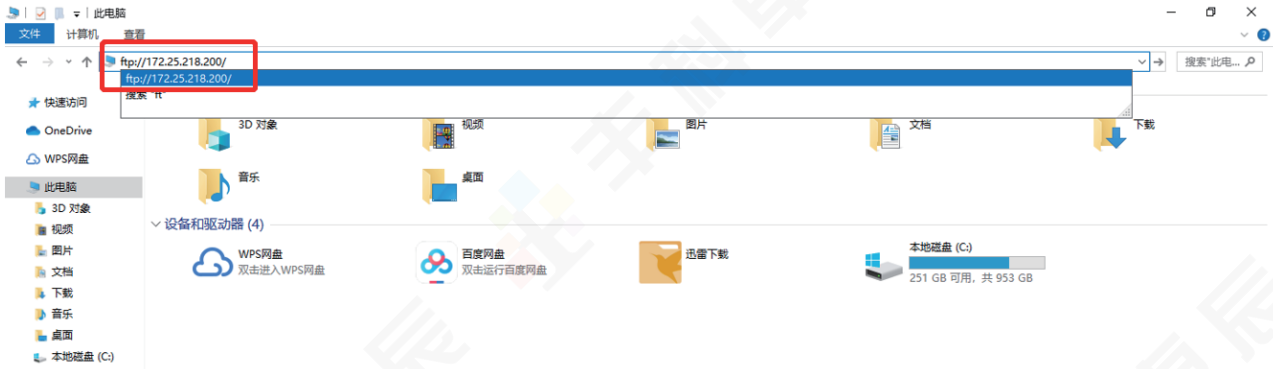 此电脑
文件 计算机 查看
ftp://172.25.218.200/
搜索"此电...
ftp://172.25.218.200/
搜索 "ft"
快速访问
OneDrive
WPS网盘
此电脑
3D 对象
视频
图片
文档
下载
音乐
桌面
本地磁盘 (C:)
3D 对象 视频 图片 文档 下载
音乐 桌面
设备和驱动器 (4)
WPS网盘
双击进入WPS网盘
百度网盘
双击运行百度网盘
迅雷下载
本地磁盘 (C:)
251 GB 可用，共 953 GB